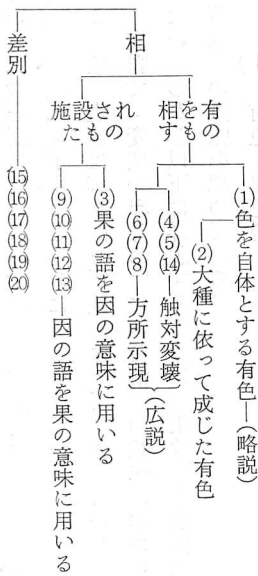 相
有の
をも
相す
(1)色を自体とする有色―(略説)
(2)大種に依って成じた有色
(4)(5)(14)―触対変壊
(6)(7)(8)―方所示現
(広説)
施設され
たもの
(3)果の語を因の意味に用いる
(9)(10)(11)(12)(13)―因の語を果の意味に用いる
差別
(15)(16)(17)(18)(19)(20)